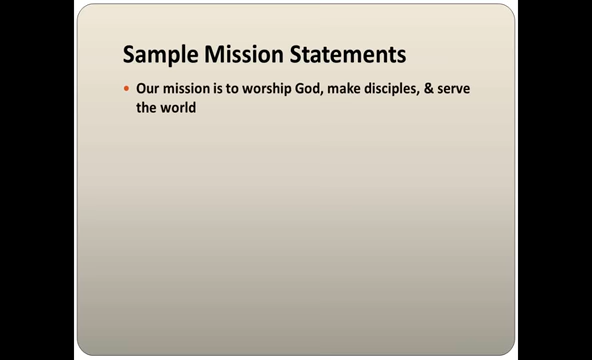 Sample Mission Statements
• Our mission is to worship God, make disciples, & serve
the world